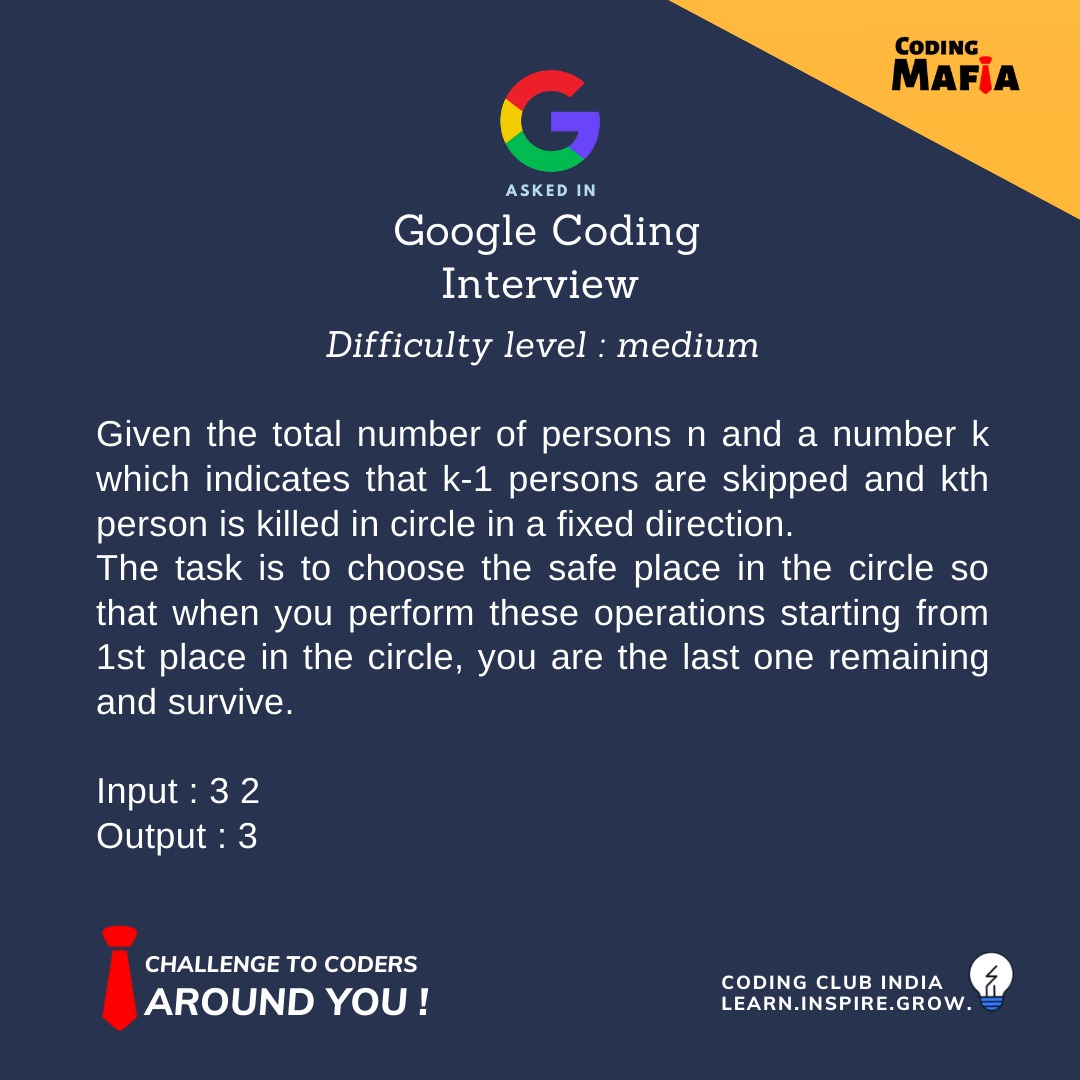 CODING
MAFIA
ASKED IN
Google Coding
Interview
Difficulty level : medium
Given the total number of persons n and a number k
which indicates that k-1 persons are skipped and kth
person is killed in circle in a fixed direction.
The task is to choose the safe place in the circle so
that when you perform these operations starting from
1st place in the circle, you are the last one remaining
and survive.
Input : 3 2
Output : 3
CHALLENGE TO CODERS
AROUND YOU !
CODING CLUB INDIA
LEARN.INSPIRE.GROW.